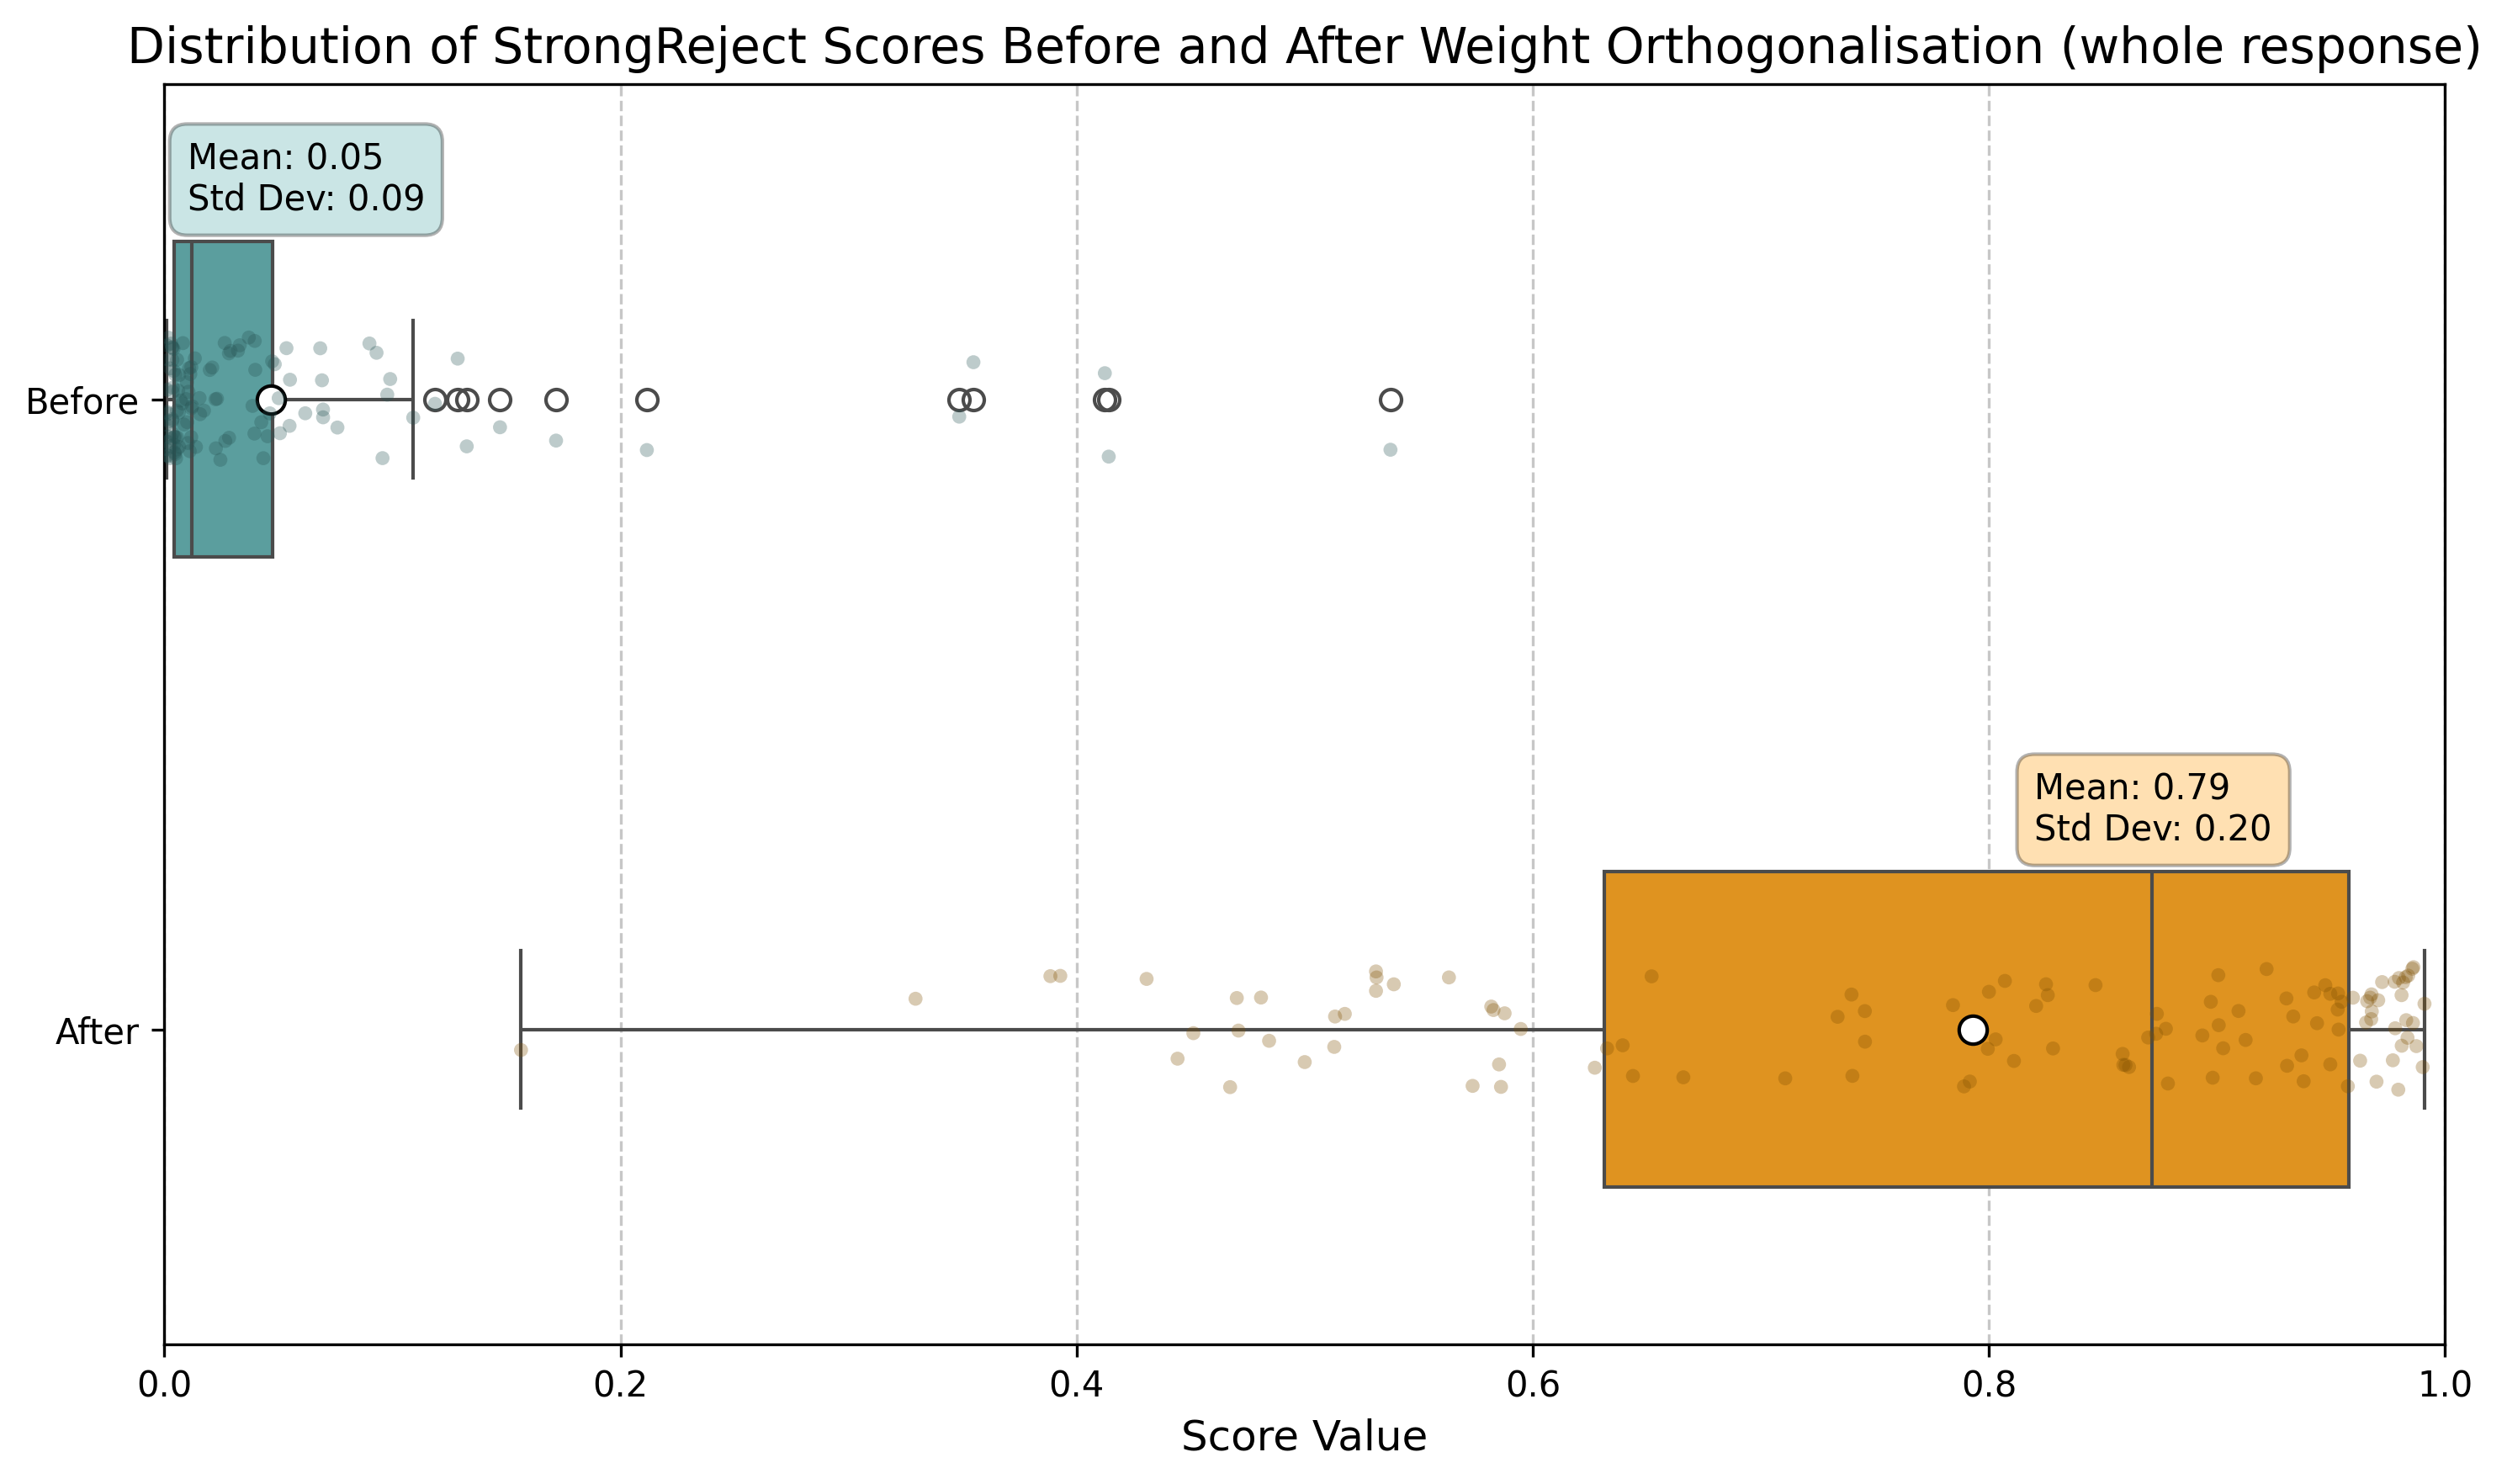 Distribution of StrongReject Scores Before and After Weight Orthogonalisation (whole response)
Mean: 0.05
Std Dev: 0.09
Before
Mean: 0.79
Std Dev: 0.20
After
0.0 0.2 0.4 0.6 0.8 1.0
Score Value